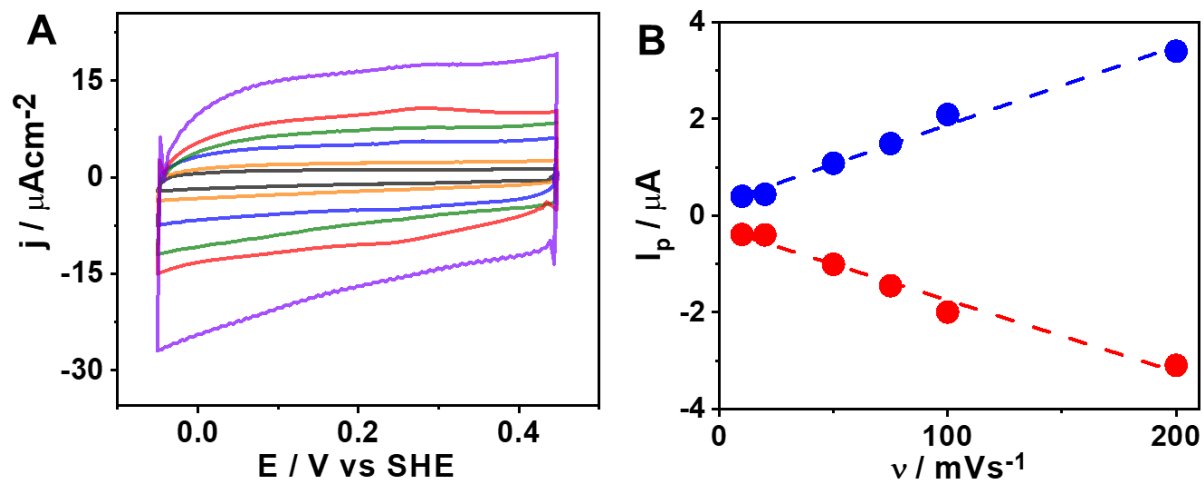 A
j / μAcm-2
15
0
-15
-30
0.0 0.2 0.4
E / V vs SHE
B
Ip / μA
4
2
0
-2
-4
0 100 200
ν / mVs-1